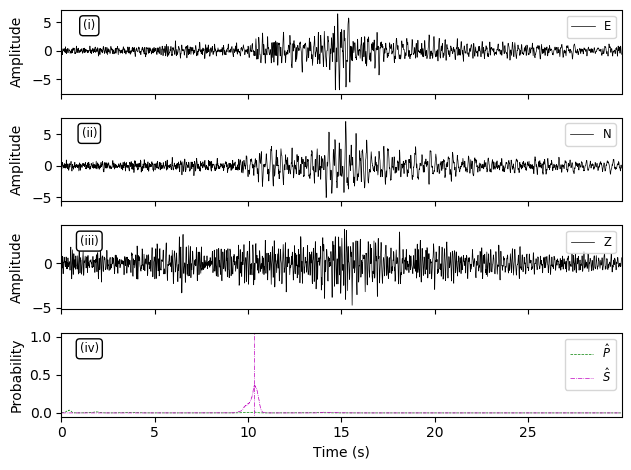 Amplitude
5
0
−5
(i)
E
Amplitude
5
0
−5
(ii)
N
Amplitude
0
−5
(iii)
Z
Probability
1.0
0.5
0.0
(iv)
P̂
Ŝ
0 5 10 15 20 25
Time (s)